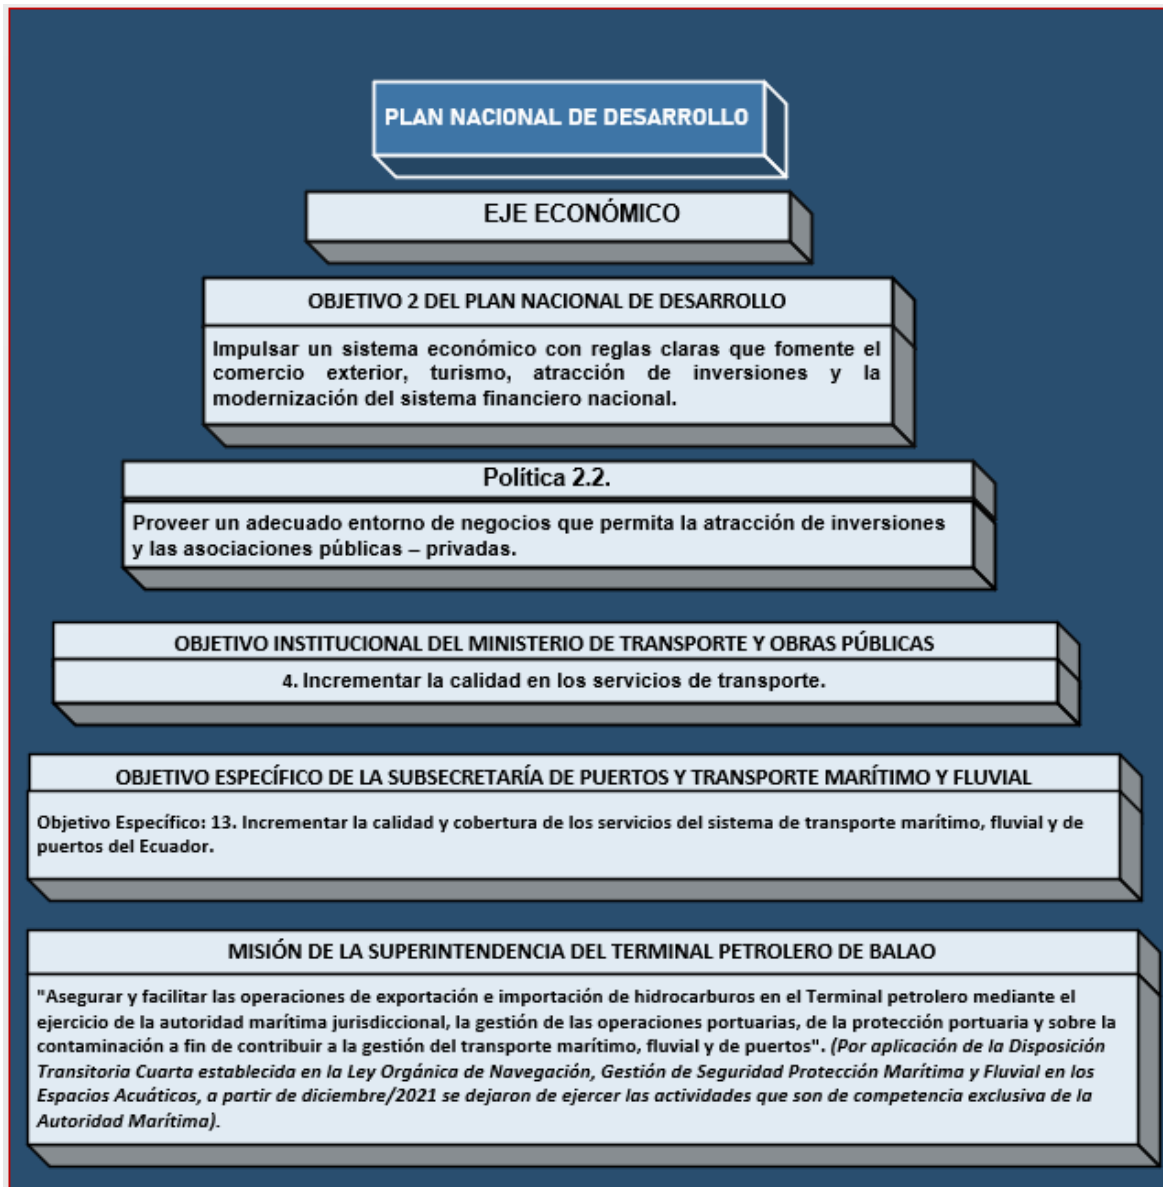 PLAN NACIONAL DE DESARROLLO
EJE ECONÓMICO
OBJETIVO 2 DEL PLAN NACIONAL DE DESARROLLO
Impulsar un sistema económico con reglas claras que fomente el
comercio exterior, turismo, atracción de inversiones y la
modernización del sistema financiero nacional.
Política 2.2.
Proveer un adecuado entorno de negocios que permita la atracción de inversiones
y las asociaciones públicas – privadas.
OBJETIVO INSTITUCIONAL DEL MINISTERIO DE TRANSPORTE Y OBRAS PÚBLICAS
4. Incrementar la calidad en los servicios de transporte.
OBJETIVO ESPECÍFICO DE LA SUBSECRETARÍA DE PUERTOS Y TRANSPORTE MARÍTIMO Y FLUVIAL
Objetivo Específico: 13. Incrementar la calidad y cobertura de los servicios del sistema de transporte marítimo, fluvial y de
puertos del Ecuador.
MISIÓN DE LA SUPERINTENDENCIA DEL TERMINAL PETROLERO DE BALAO
"Asegurar y facilitar las operaciones de exportación e importación de hidrocarburos en el Terminal petrolero mediante el
ejercicio de la autoridad marítima jurisdiccional, la gestión de las operaciones portuarias, de la protección portuaria y sobre la
contaminación a fin de contribuir a la gestión del transporte marítimo, fluvial y de puertos". (Por aplicación de la Disposición
Transitoria Cuarta establecida en la Ley Orgánica de Navegación, Gestión de Seguridad Protección Marítima y Fluvial en los
Espacios Acuáticos, a partir de diciembre/2021 se dejaron de ejercer las actividades que son de competencia exclusiva de la
Autoridad Marítima).